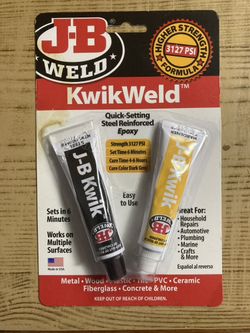 J-B
WELD
HIGHER STRENGTH
3127 PSI
FORMULA
KwikWeld™
Quick-Setting
Steel Reinforced
Epoxy
Strength 3127 PSI
Set Time 6 Minutes
Cure Time 4-6 Hours
Cure Color Dark Grey
J-B Kwik
Easy
to Use
Sets in 6
Minutes
Works on
Multiple
Surfaces
Made in USA
Great For:
Household
Repairs
Automotive
Plumbing
Marine
Crafts
& More
Español al reverso
Metal • Wood • Plastic • Tile • PVC • Ceramic
Fiberglass • Concrete & More
KEEP OUT OF REACH OF CHILDREN.